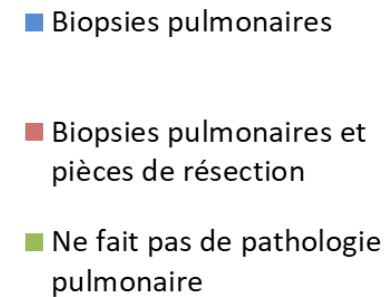 Biopsies pulmonaires
Biopsies pulmonaires et
pièces de résection
Ne fait pas de pathologie
pulmonaire